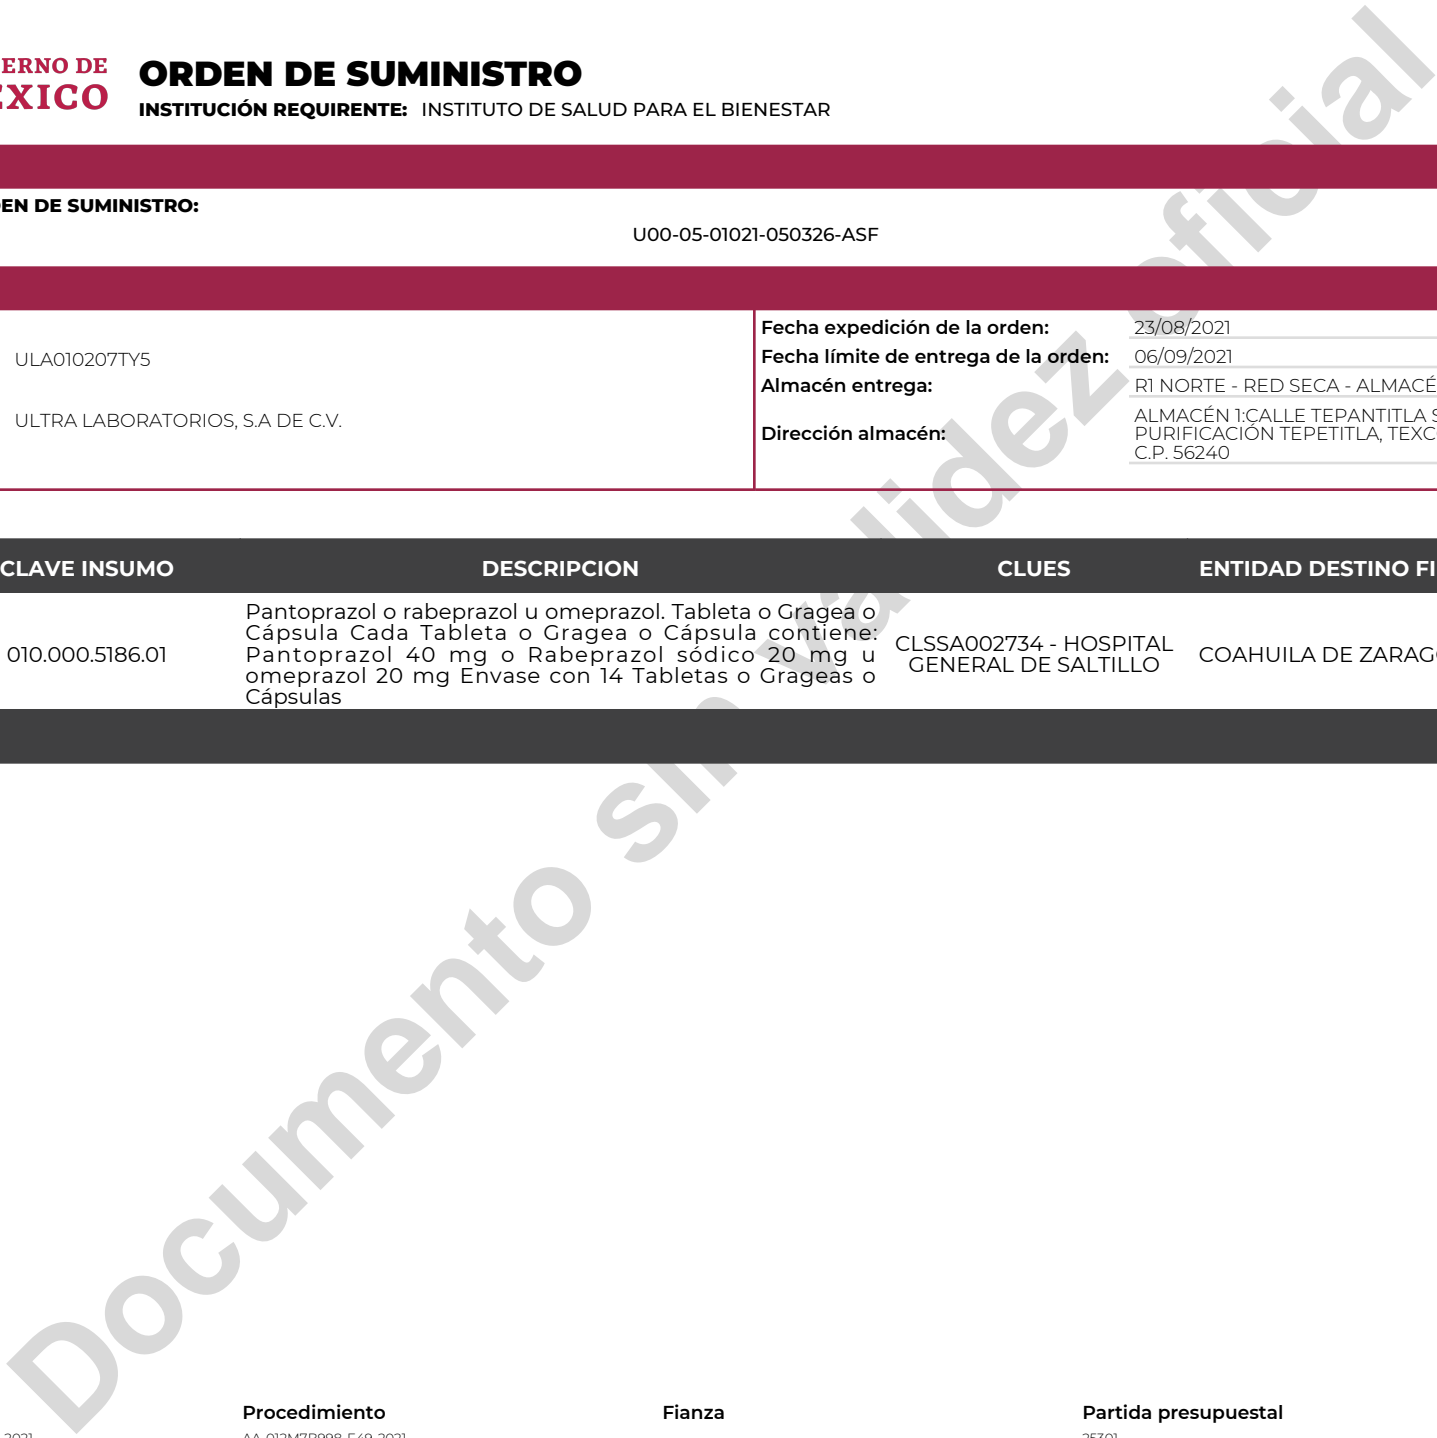 ERNO DE
ÉXICO
ORDEN DE SUMINISTRO
INSTITUCIÓN REQUIRENTE: INSTITUTO DE SALUD PARA EL BIENESTAR
EN DE SUMINISTRO:
U00-05-01021-050326-ASF
ULA010207TY5
ULTRA LABORATORIOS, S.A DE C.V.
Fecha expedición de la orden: 23/08/2021
Fecha límite de entrega de la orden: 06/09/2021
Almacén entrega: R1 NORTE - RED SECA - ALMACÉ
Dirección almacén: ALMACÉN 1:CALLE TEPANTITLA S
PURIFICACIÓN TEPETITLA, TEXC
C.P. 56240
CLAVE INSUMO DESCRIPCION CLUES ENTIDAD DESTINO FI
010.000.5186.01
Pantoprazol o rabeprazol u omeprazol. Tableta o Gragea o
Cápsula Cada Tableta o Gragea o Cápsula contiene:
Pantoprazol 40 mg o Rabeprazol sódico 20 mg u
omeprazol 20 mg Envase con 14 Tabletas o Grageas o
Cápsulas
CLSSA002734 - HOSPITAL
GENERAL DE SALTILLO
COAHUILA DE ZARAG
Documento sin validez oficial
Procedimiento Fianza Partida presupuestal